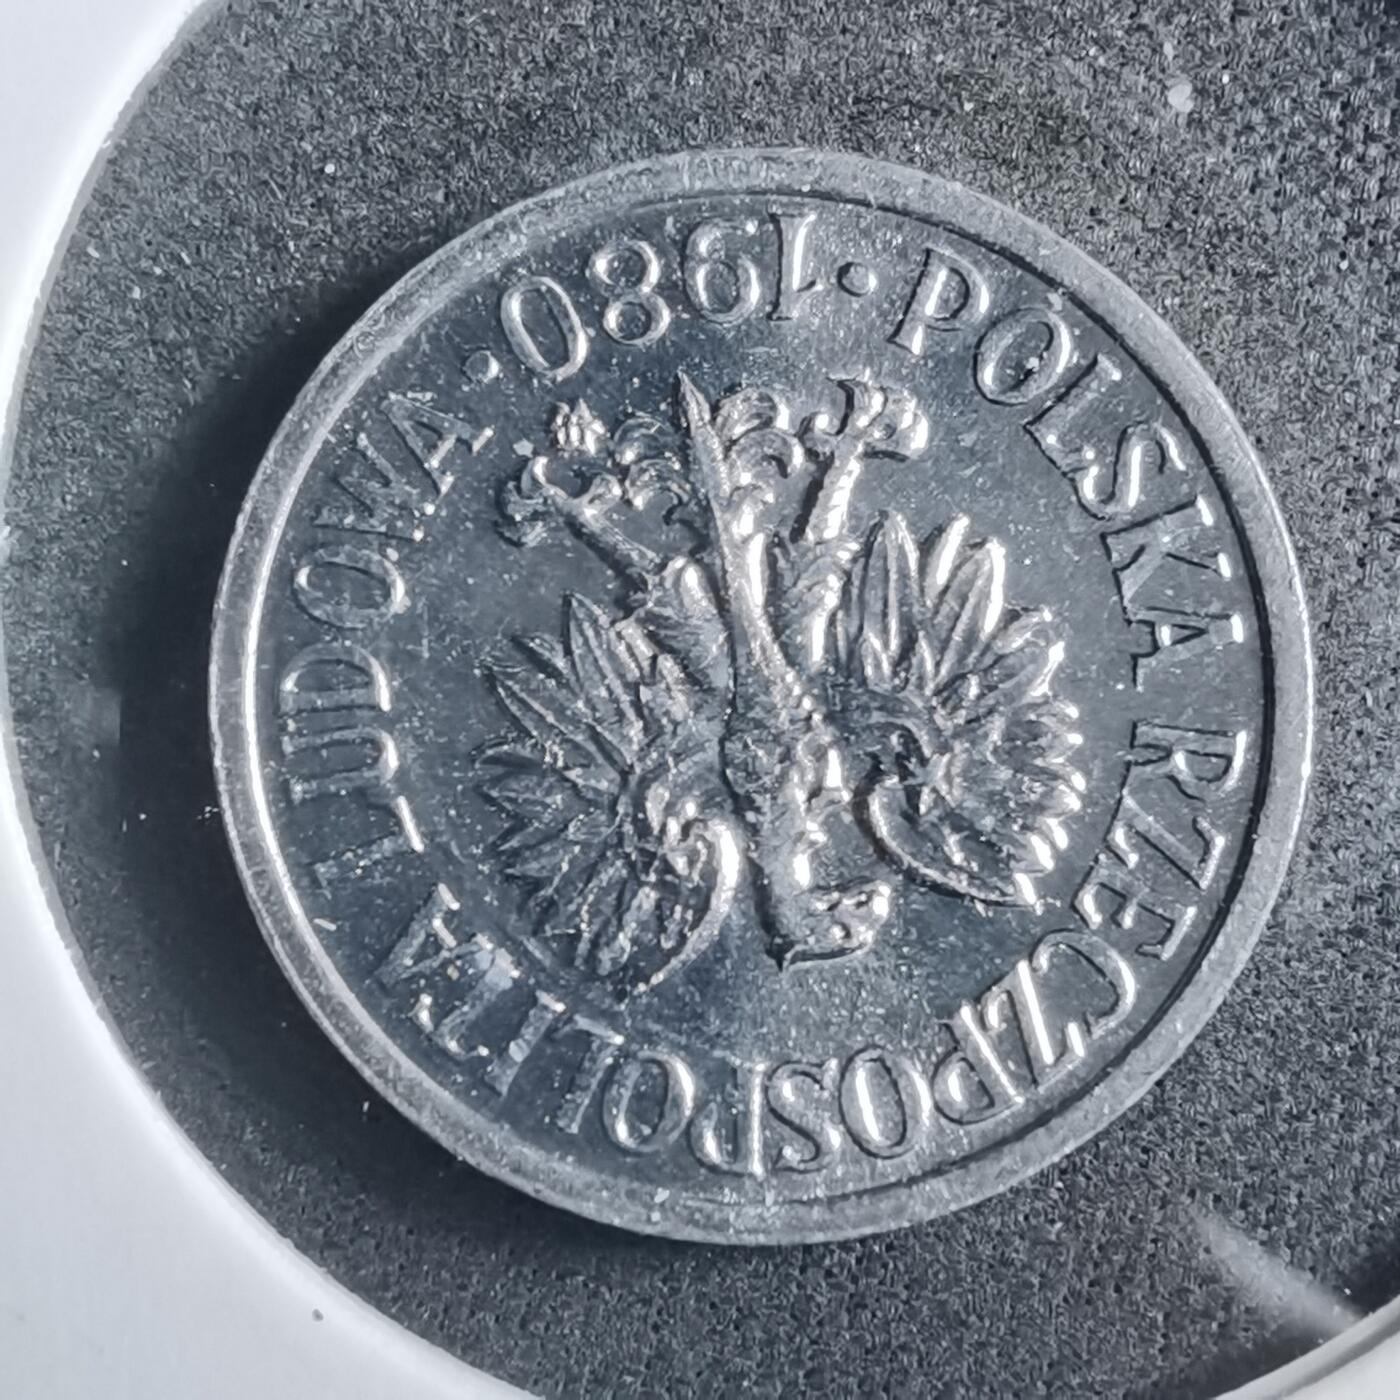 POLSKA RZECZPOSPOLITA LUDOWA
·1980·